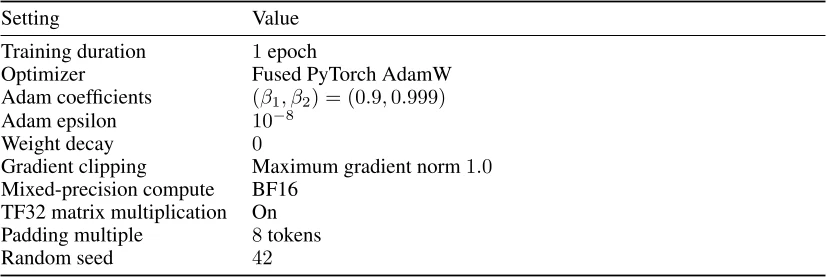 Setting Value
Training duration 1 epoch
Optimizer Fused PyTorch AdamW
Adam coefficients (β₁, β₂) = (0.9, 0.999)
Adam epsilon 10⁻⁸
Weight decay 0
Gradient clipping Maximum gradient norm 1.0
Mixed-precision compute BF16
TF32 matrix multiplication On
Padding multiple 8 tokens
Random seed 42